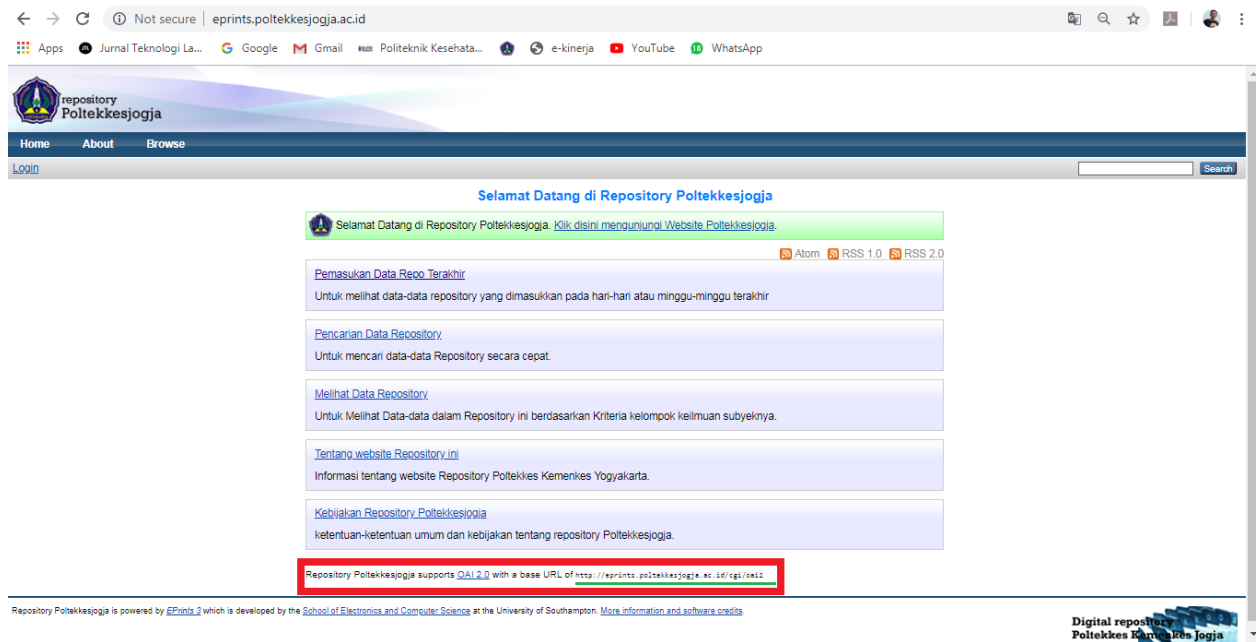 Not secure | eprints.poltekkesjogja.ac.id
Apps Jurnal Teknologi La... Google Gmail Politeknik Kesehata... e-kinerja YouTube WhatsApp
repository
Poltekkesjogja
Home About Browse
Login Search
Selamat Datang di Repository Poltekkesjogja
Selamat Datang di Repository Poltekkesjogja. Klik disini mengunjungi Website Poltekkesjogja.
Atom RSS 1.0 RSS 2.0
Pemasukan Data Repo Terakhir
Untuk melihat data-data repository yang dimasukkan pada hari-hari atau minggu-minggu terakhir
Pencarian Data Repository
Untuk mencari data-data Repository secara cepat.
Melihat Data Repository
Untuk Melihat Data-data dalam Repository ini berdasarkan Kriteria kelompok keilmuan subyeknya.
Tentang website Repository ini
Informasi tentang website Repository Poltekkes Kemenkes Yogyakarta.
Kebijakan Repository Poltekkesjogja
ketentuan-ketentuan umum dan kebijakan tentang repository Poltekkesjogja.
Repository Poltekkesjogja supports OAI 2.0 with a base URL of http://eprints.poltekkesjogja.ac.id/cgi/oai2
Repository Poltekkesjogja is powered by EPrints 3 which is developed by the School of Electronics and Computer Science at the University of Southampton. More information and software credits.
Digital repository
Poltekkes Kemenkes Jogja